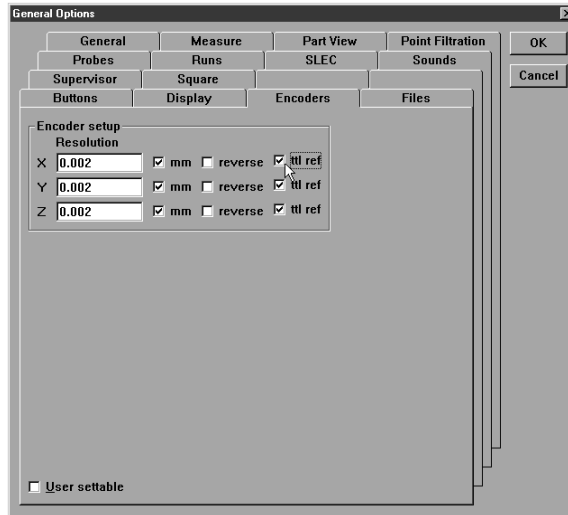 General Options
General Measure Part View Point Filtration OK
Probes Runs SLEC Sounds
Supervisor Square Cancel
Buttons Display Encoders Files
Encoder setup
Resolution
X 0.002 mm reverse ttl ref
Y 0.002 mm reverse ttl ref
Z 0.002 mm reverse ttl ref
User settable